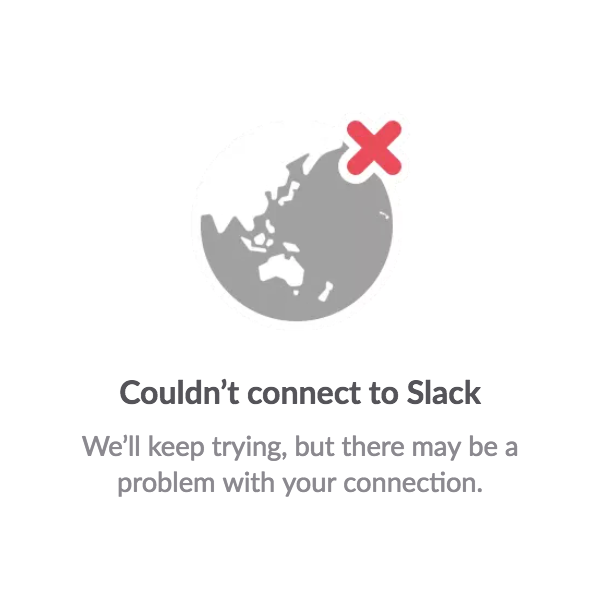 Couldn’t connect to Slack
We’ll keep trying, but there may be a
problem with your connection.